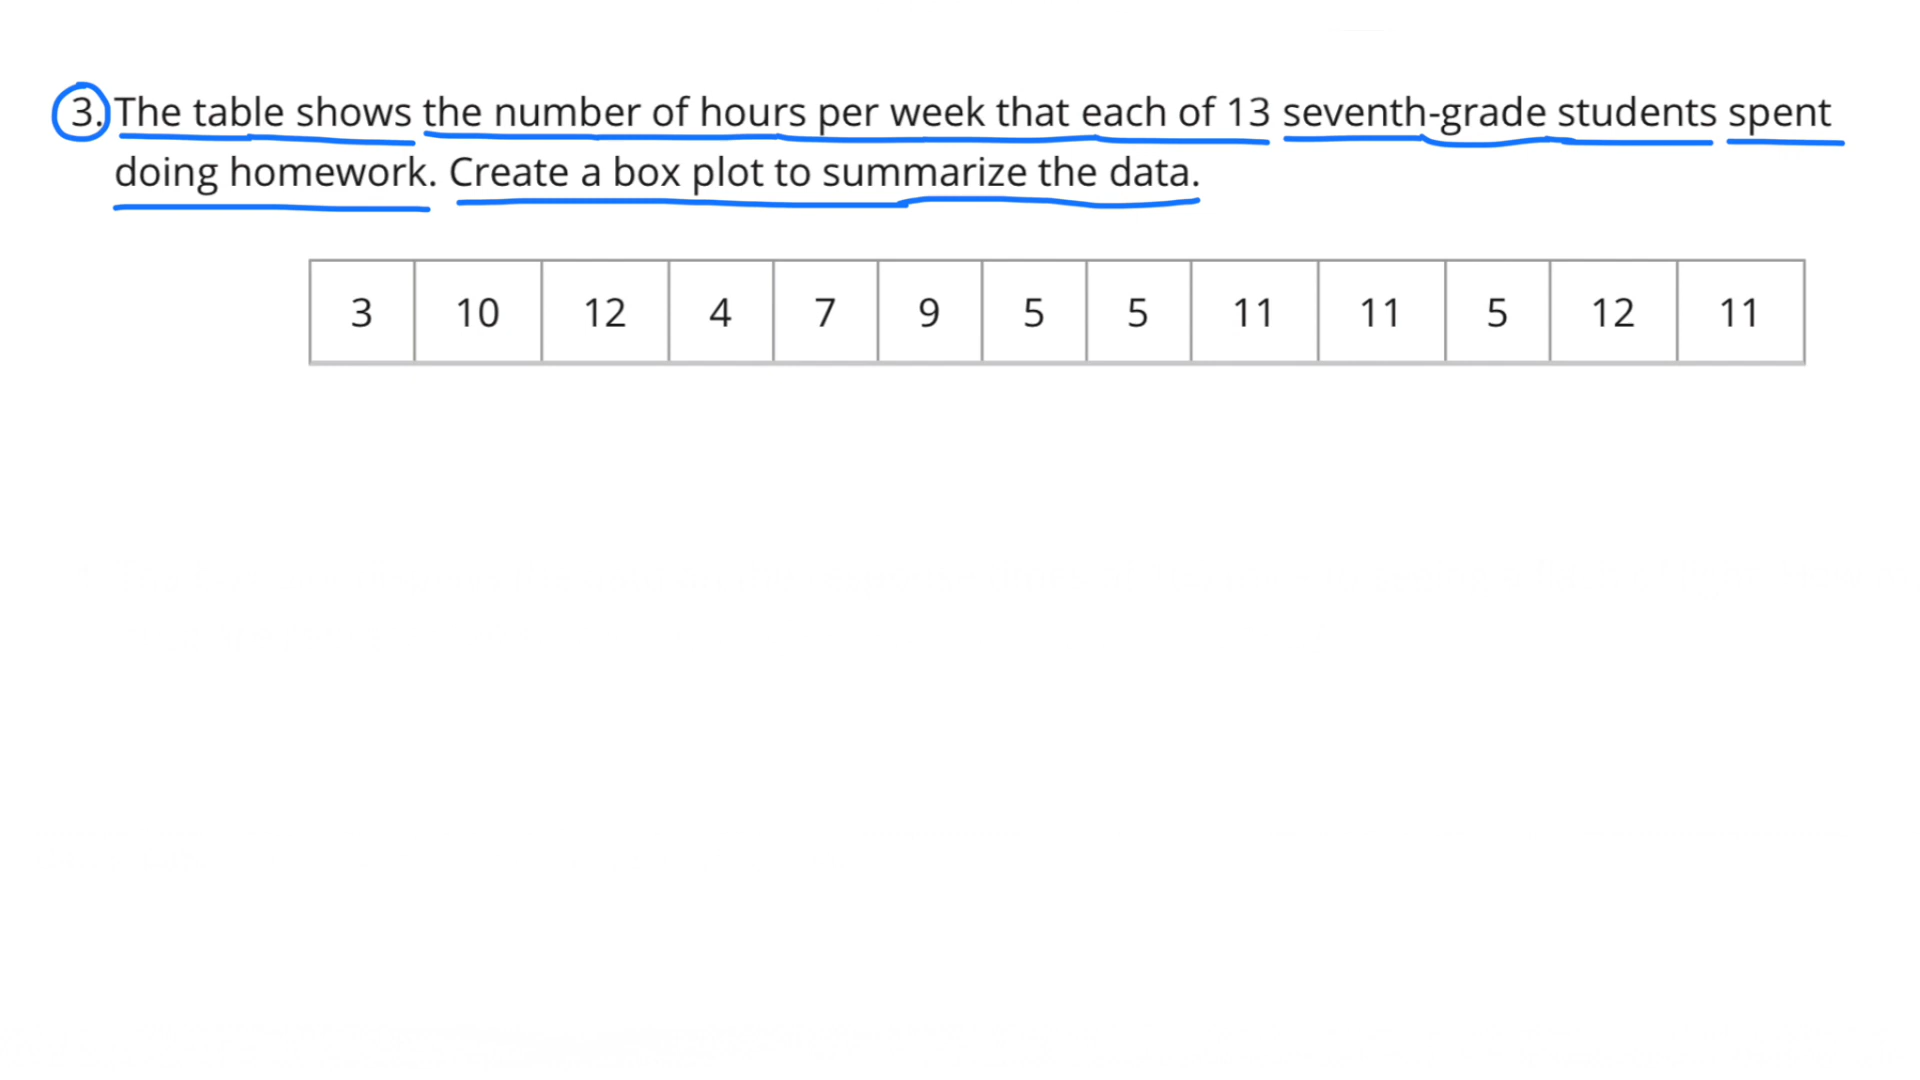 3. The table shows the number of hours per week that each of 13 seventh-grade students spent
doing homework. Create a box plot to summarize the data.
3 10 12 4 7 9 5 5 11 11 5 12 11